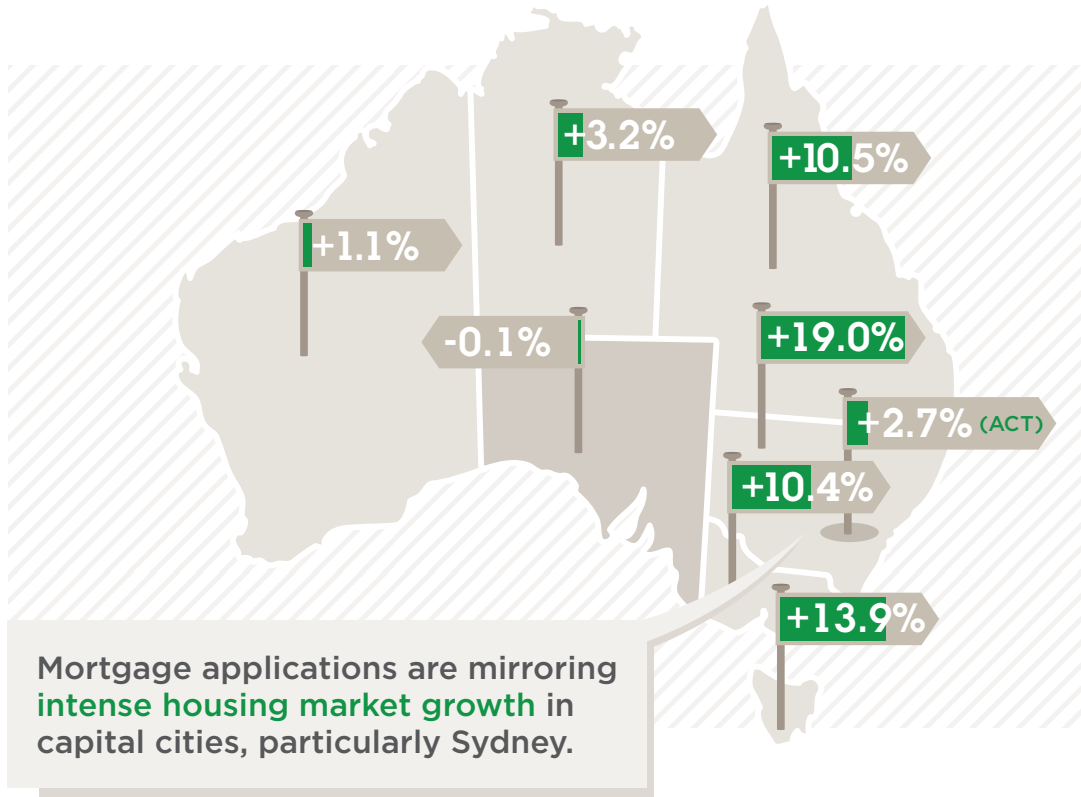 +3.2%
+10.5%
+1.1%
-0.1%
+19.0%
+2.7% (ACT)
+10.4%
+13.9%
Mortgage applications are mirroring
intense housing market growth in
capital cities, particularly Sydney.